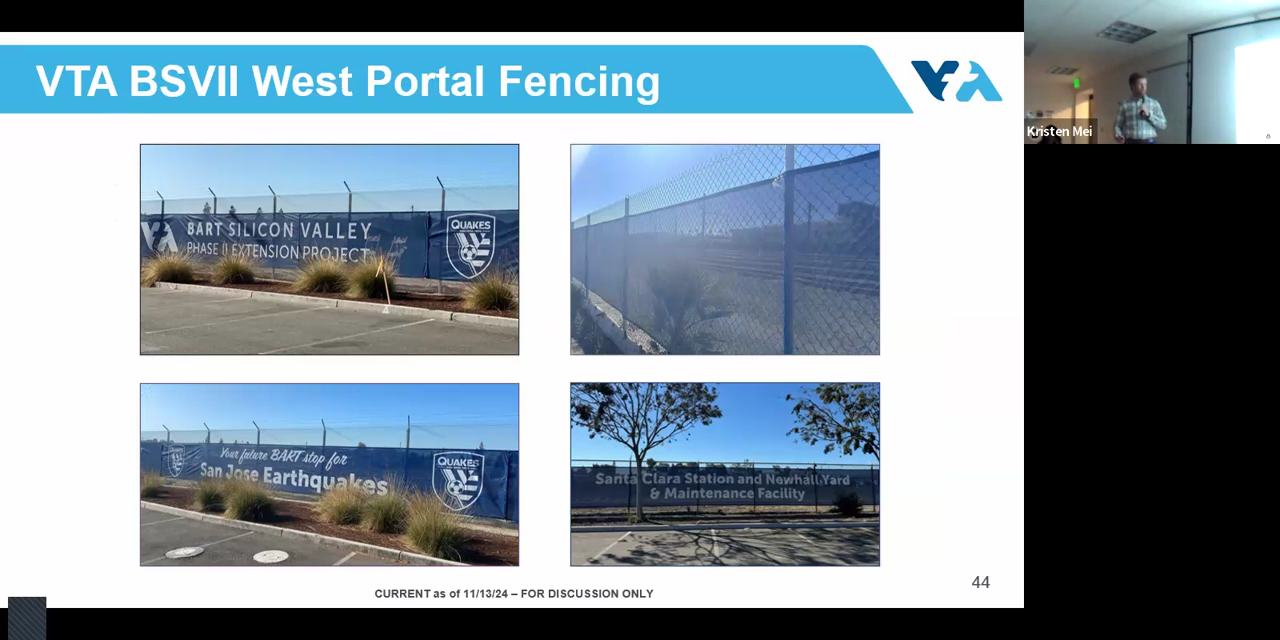 VTA BSVII West Portal Fencing
VTA
Kristen Mei
VTA
BART SILICON VALLEY
PHASE II EXTENSION PROJECT
QUAKES
Your future BART stop for
San Jose Earthquakes
QUAKES
Santa Clara Station and Newhall Yard
& Maintenance Facility
44
CURRENT as of 11/13/24 – FOR DISCUSSION ONLY